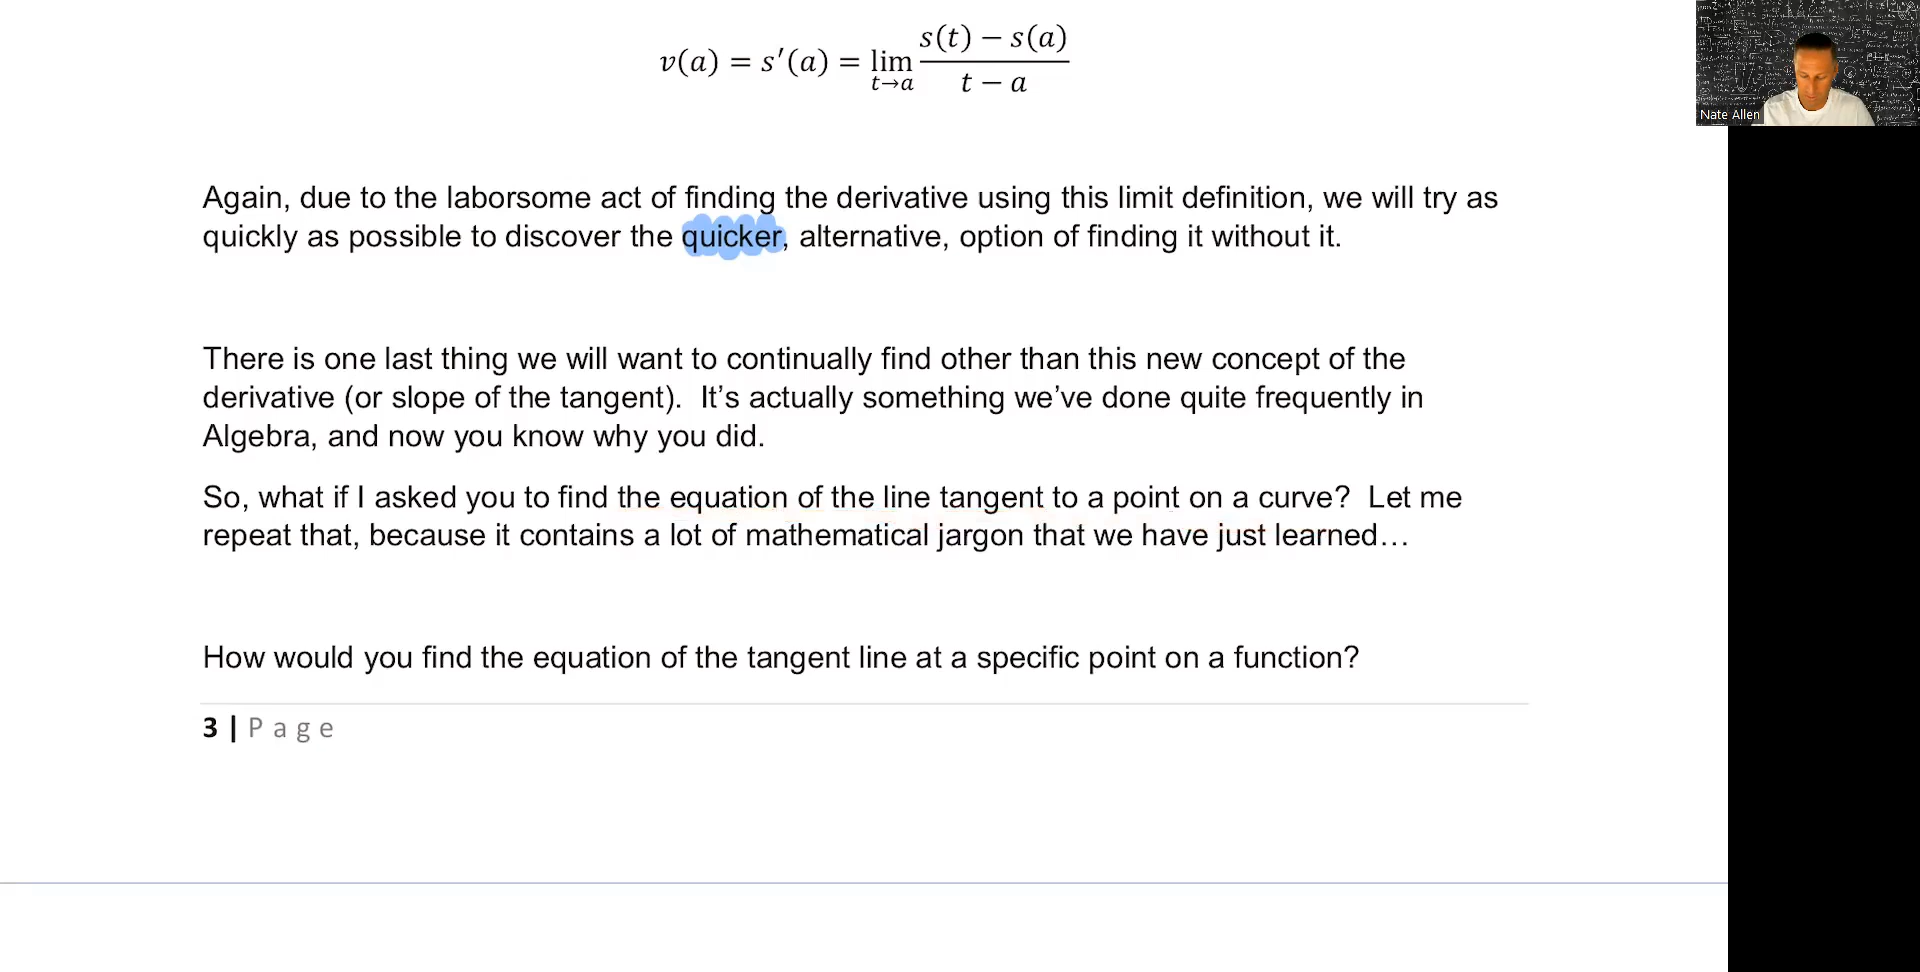 v(a) = s′(a) = lim t→a s(t) − s(a) / t − a
Nate Allen
Again, due to the laborsome act of finding the derivative using this limit definition, we will try as
quickly as possible to discover the quicker, alternative, option of finding it without it.
There is one last thing we will want to continually find other than this new concept of the
derivative (or slope of the tangent).  It’s actually something we’ve done quite frequently in
Algebra, and now you know why you did.
So, what if I asked you to find the equation of the line tangent to a point on a curve?  Let me
repeat that, because it contains a lot of mathematical jargon that we have just learned…
How would you find the equation of the tangent line at a specific point on a function?
3 | P a g e